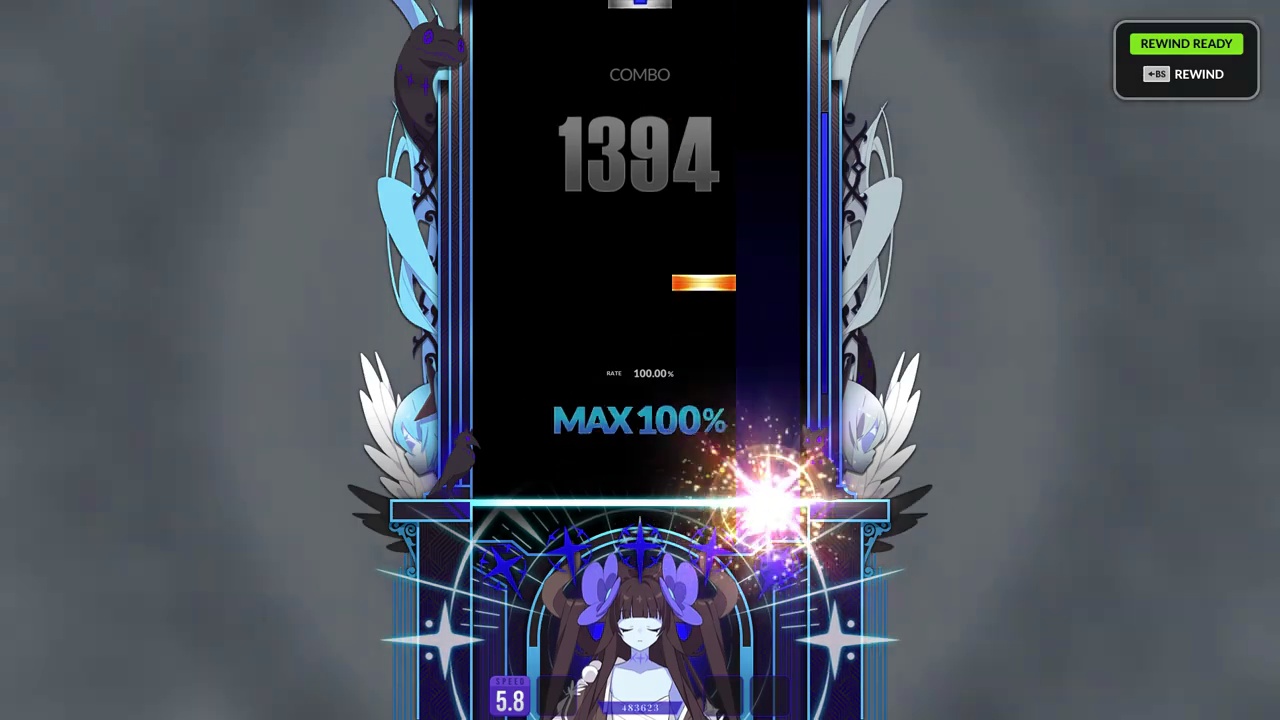 REWIND READY
←BS REWIND
COMBO
1394
RATE 100.00%
MAX 100%
SPEED
5.8
483623